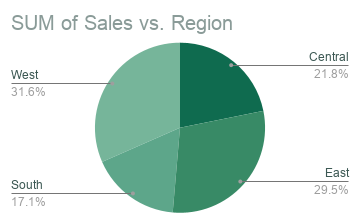 SUM of Sales vs. Region
Central
21.8%
West
31.6%
East
29.5%
South
17.1%